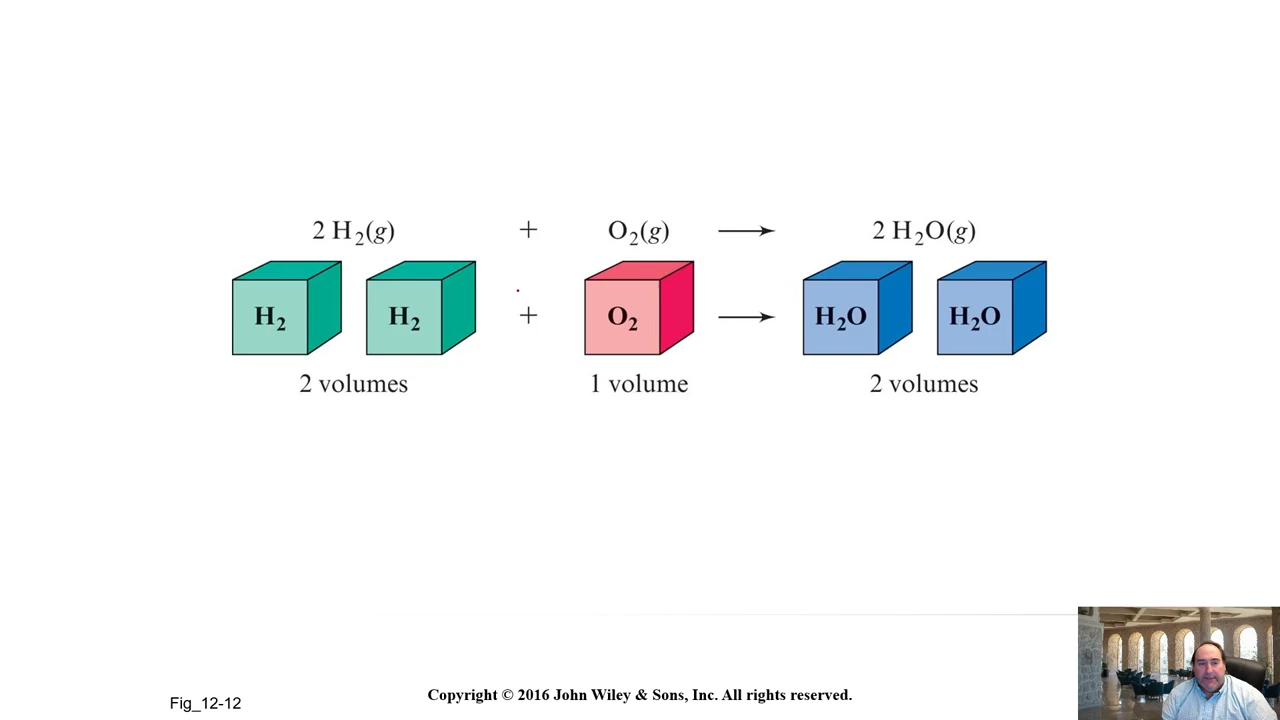 2 H₂(g) + O₂(g) ⟶ 2 H₂O(g)
H₂ H₂ + O₂ ⟶ H₂O H₂O
2 volumes 1 volume 2 volumes
Fig_12-12
Copyright © 2016 John Wiley & Sons, Inc. All rights reserved.